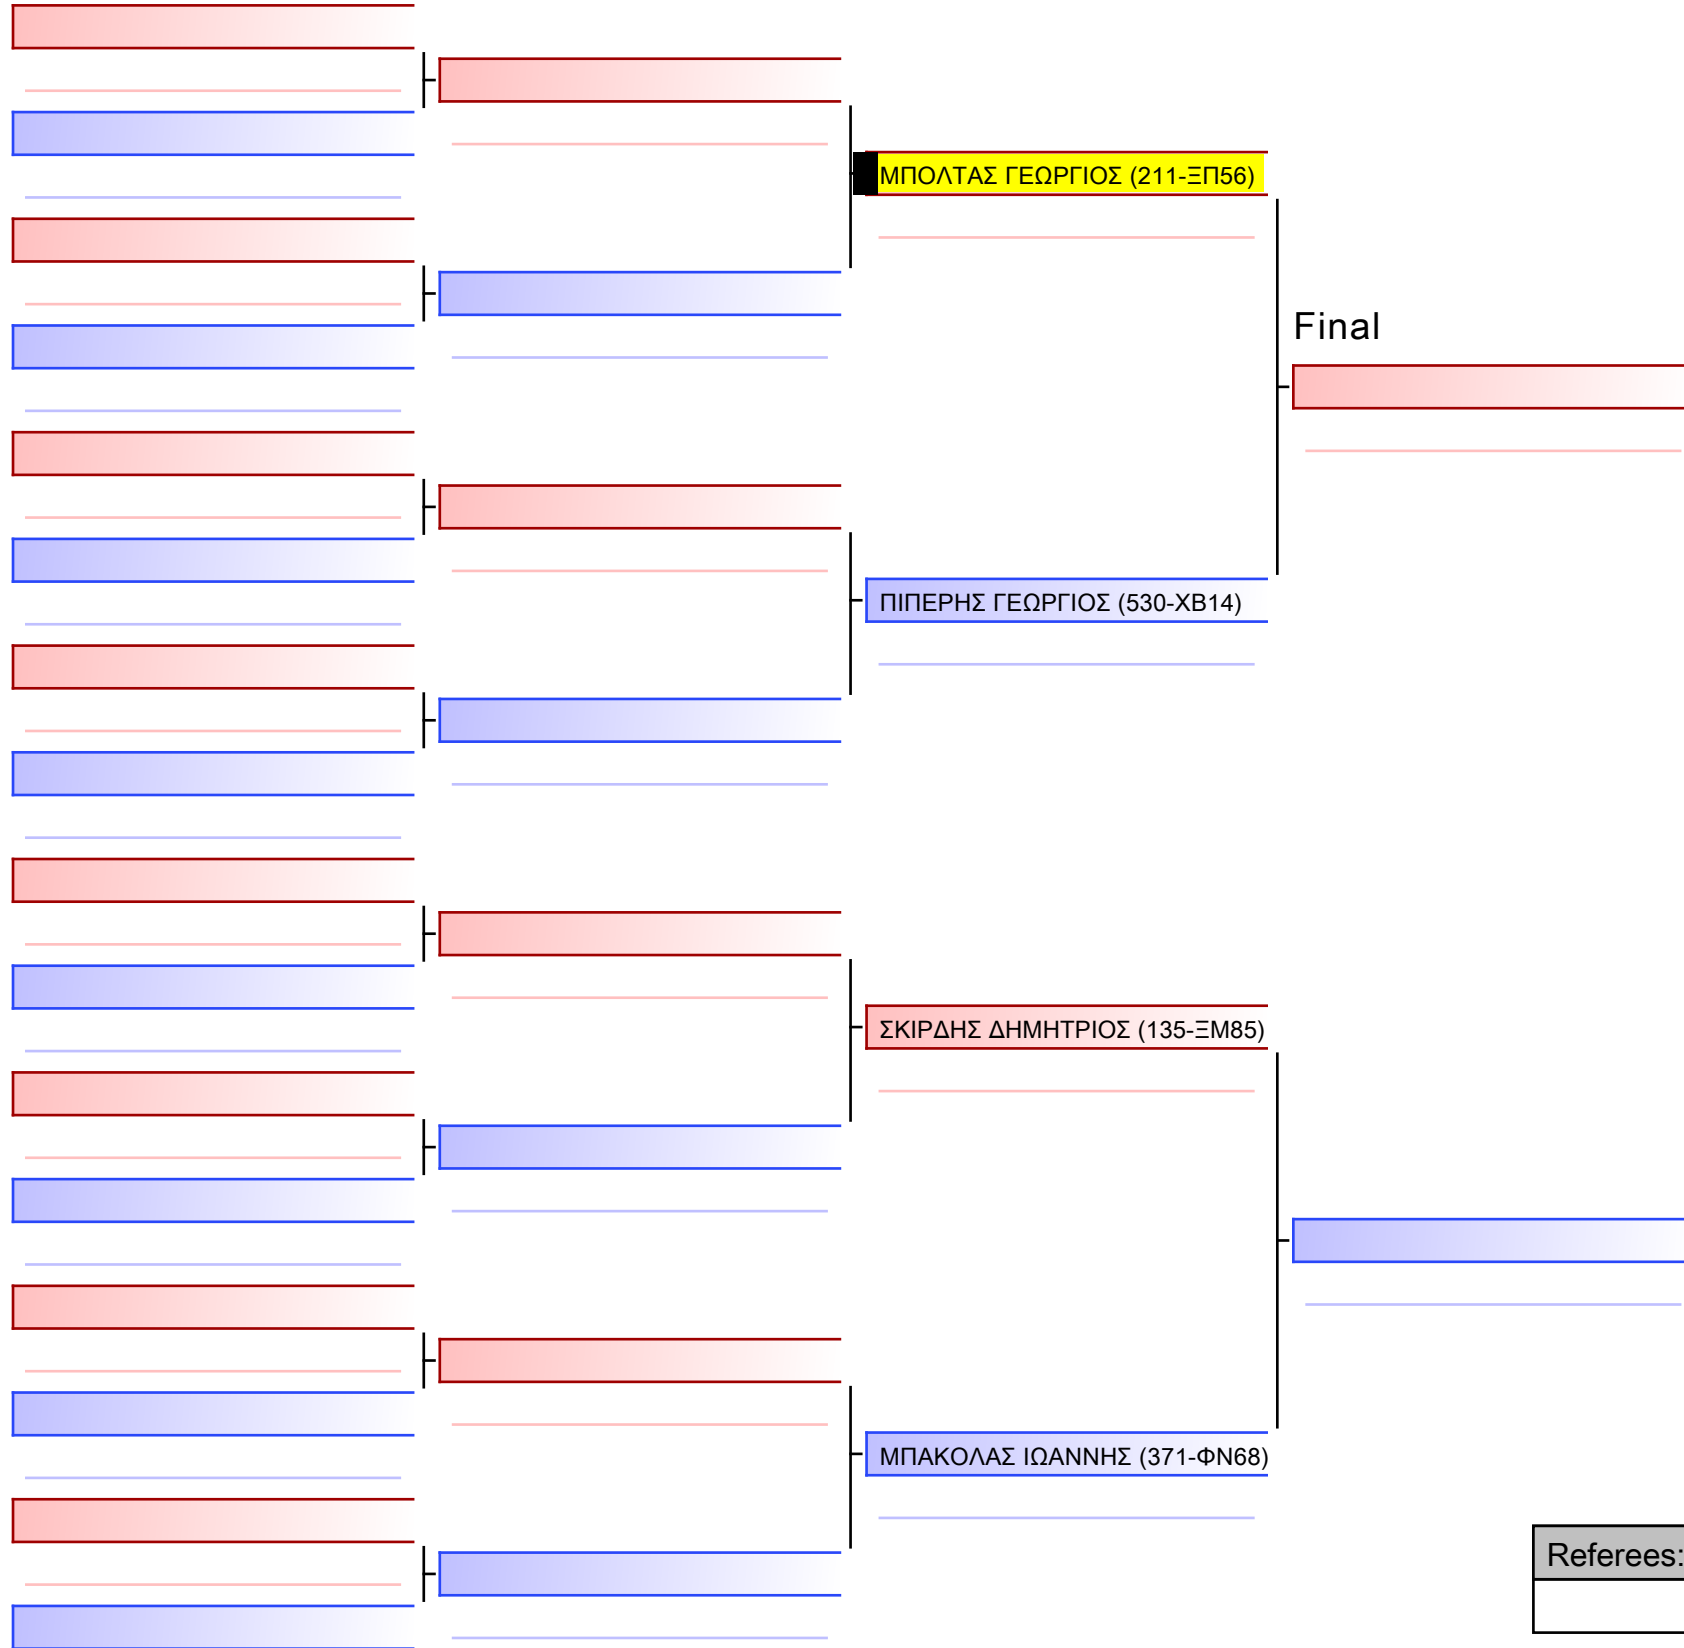 ΜΠΟΛΤΑΣ ΓΕΩΡΓΙΟΣ (211-ΞΠ56)
Final
ΠΙΠΕΡΗΣ ΓΕΩΡΓΙΟΣ (530-ΧΒ14)
ΣΚΙΡΔΗΣ ΔΗΜΗΤΡΙΟΣ (135-ΞΜ85)
ΜΠΑΚΟΛΑΣ ΙΩΑΝΝΗΣ (371-ΦΝ68)
Referees: